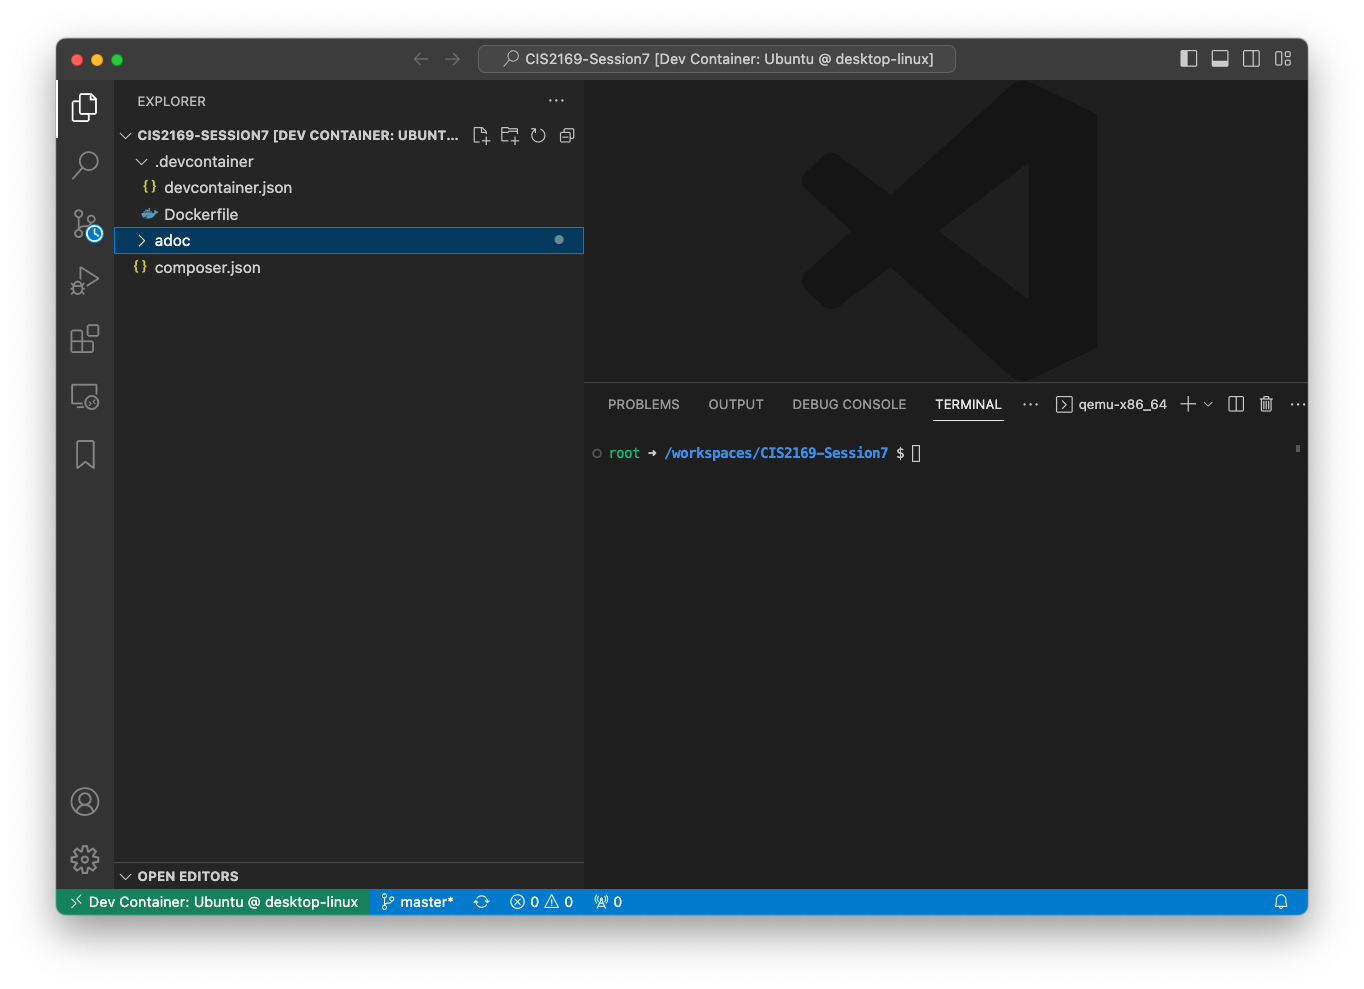 CIS2169-Session7 [Dev Container: Ubuntu @ desktop-linux]
EXPLORER
CIS2169-SESSION7 [DEV CONTAINER: UBUNT...
.devcontainer
{} devcontainer.json
Dockerfile
adoc
{} composer.json
OPEN EDITORS
PROBLEMS OUTPUT DEBUG CONSOLE TERMINAL ... qemu-x86_64
root ➜ /workspaces/CIS2169-Session7 $
Dev Container: Ubuntu @ desktop-linux master* 0 0 0